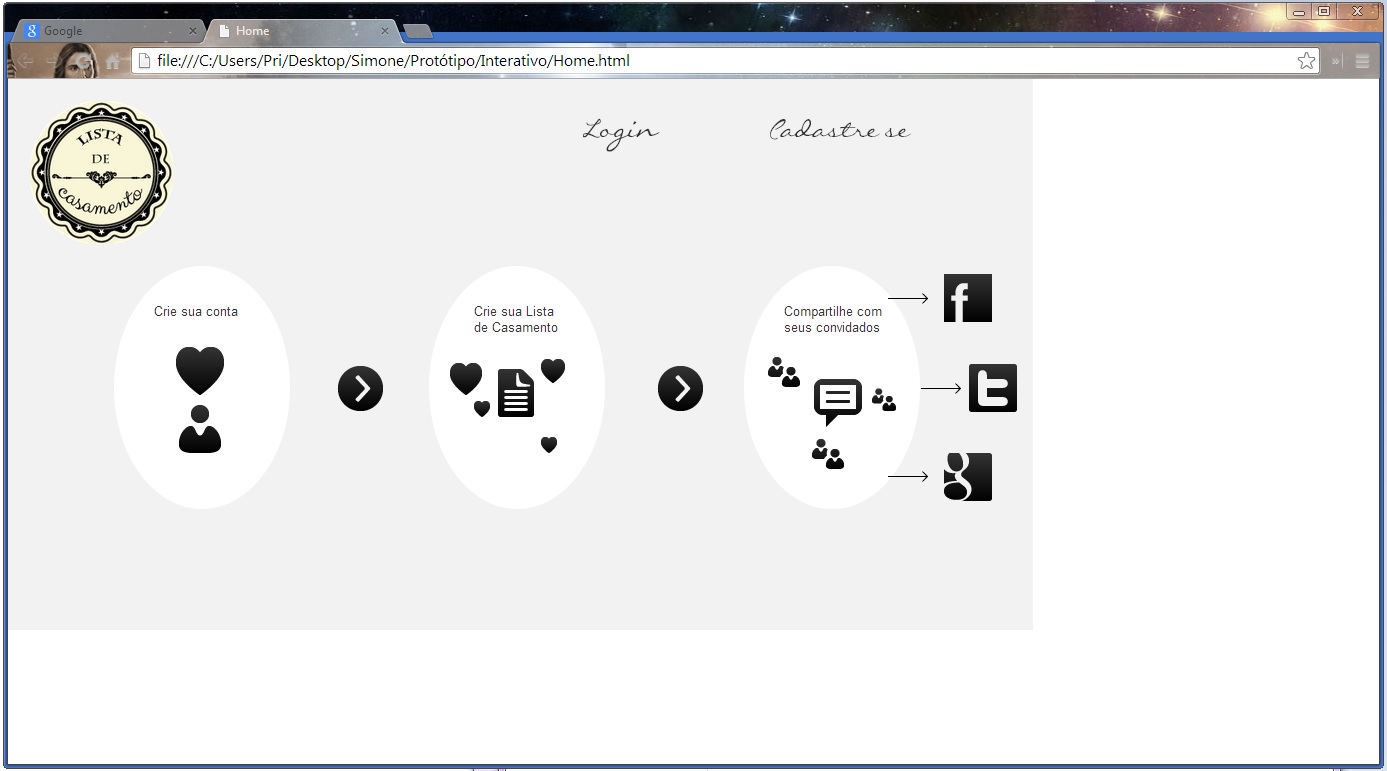 Google
Home
file:///C:/Users/Pri/Desktop/Simone/Protótipo/Interativo/Home.html
LISTA
DE
casamento
Login
Cadastre se
Crie sua conta
Crie sua Lista
de Casamento
Compartilhe com
seus convidados